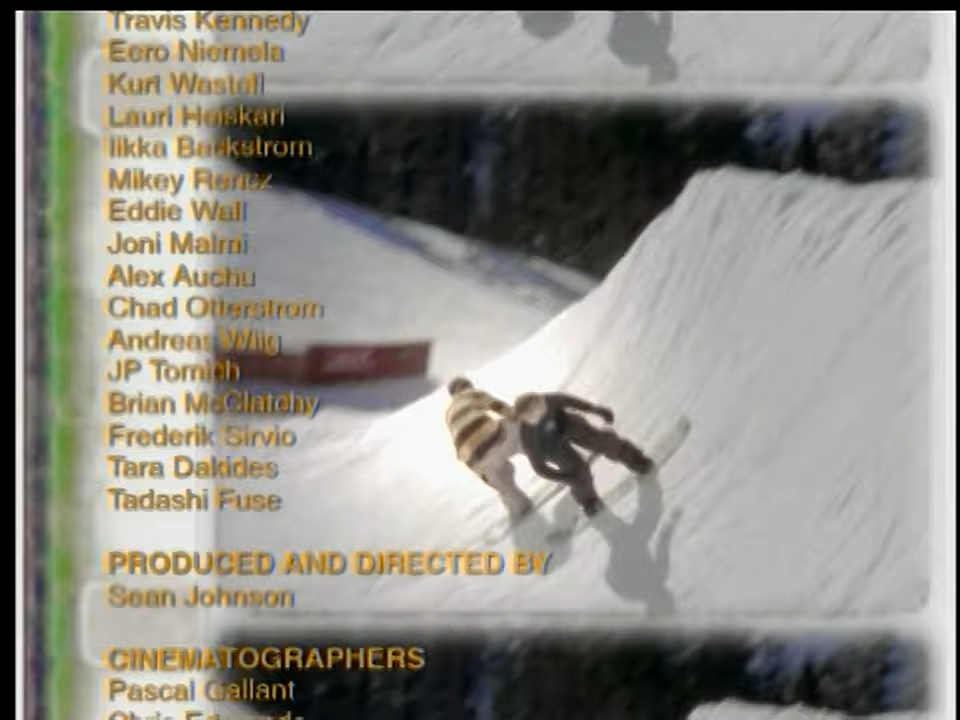 Travis Kennedy
Eero Niemela
Kurt Wastell
Lauri Heiskari
Iikka Backstrom
Mikey Rencz
Eddie Wall
Joni Malmi
Alex Auchu
Chad Otterstrom
Andreas Wiig
JP Tomich
Brian McClatchy
Frederik Sirvio
Tara Dakides
Tadashi Fuse
PRODUCED AND DIRECTED BY
Sean Johnson
CINEMATOGRAPHERS
Pascal Gallant
Chris